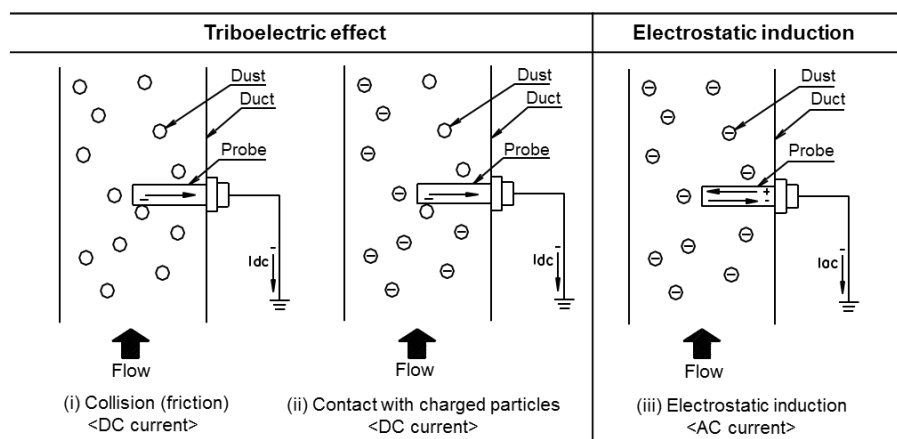 Triboelectric effect
Electrostatic induction
Dust
Duct
Probe
−
−
Idc
Flow
(i) Collision (friction)
<DC current>
Dust
Duct
Probe
−
−
Idc
Flow
(ii) Contact with charged particles
<DC current>
Dust
Duct
Probe
+
-
−
Iac
Flow
(iii) Electrostatic induction
<AC current>